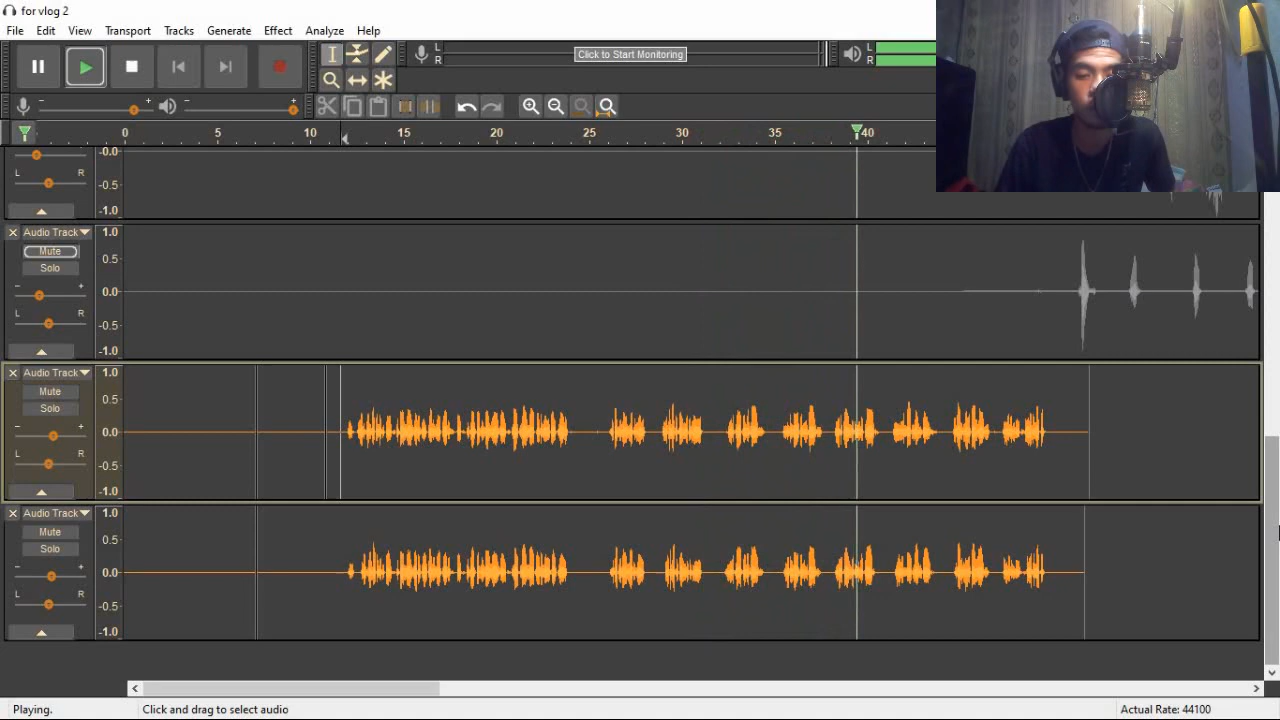 for vlog 2
File Edit View Transport Tracks Generate Effect Analyze Help
L
R
Click to Start Monitoring
L
R
- +
- +
0 5 10 15 20 25 30 35 40
-0.0
L R
-0.5
-1.0
Audio Track 1.0
Mute
0.5
Solo
- +
0.0
L R
-0.5
-1.0
Audio Track 1.0
Mute
0.5
Solo
- +
0.0
L R
-0.5
-1.0
Audio Track 1.0
Mute
0.5
Solo
- +
0.0
L R
-0.5
-1.0
Playing. Click and drag to select audio Actual Rate: 44100